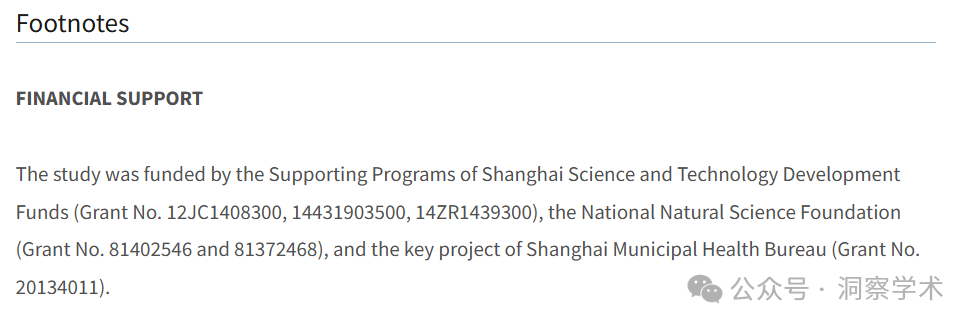 Footnotes
FINANCIAL SUPPORT
The study was funded by the Supporting Programs of Shanghai Science and Technology Development
Funds (Grant No. 12JC1408300, 14431903500, 14ZR1439300), the National Natural Science Foundation
(Grant No. 81402546 and 81372468), and the key project of Shanghai Municipal Health Bureau (Grant No.
20134011).
公众号 · 洞察学术